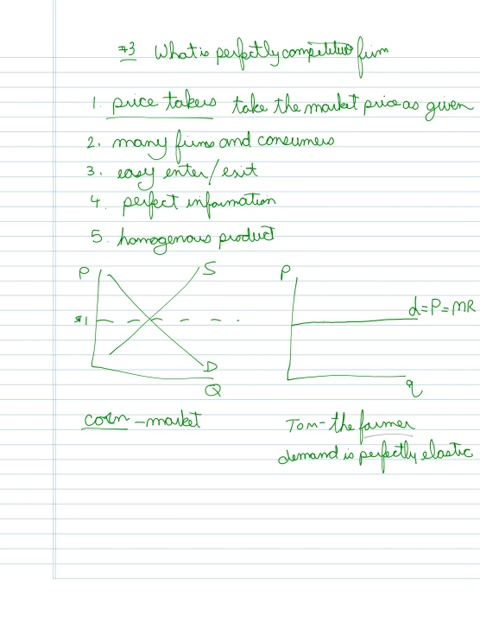 #3 What is perfectly competitive firm
1. price takers take the market price as given
2. many firms and consumers
3. easy enter/exit
4. perfect information
5. homogenous product
P S P
$1 d=P=MR
D
Q q
corn - market Tom - the farmer
demand is perfectly elastic